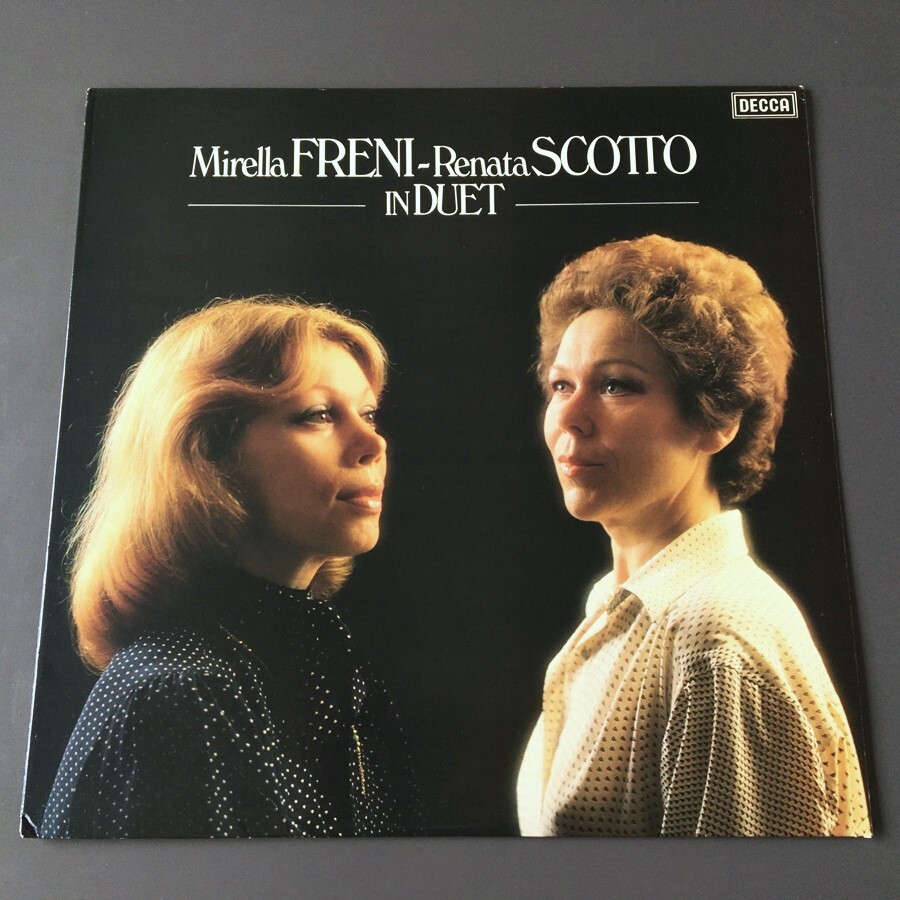 DECCA
Mirella FRENI-Renata SCOTTO
IN DUET